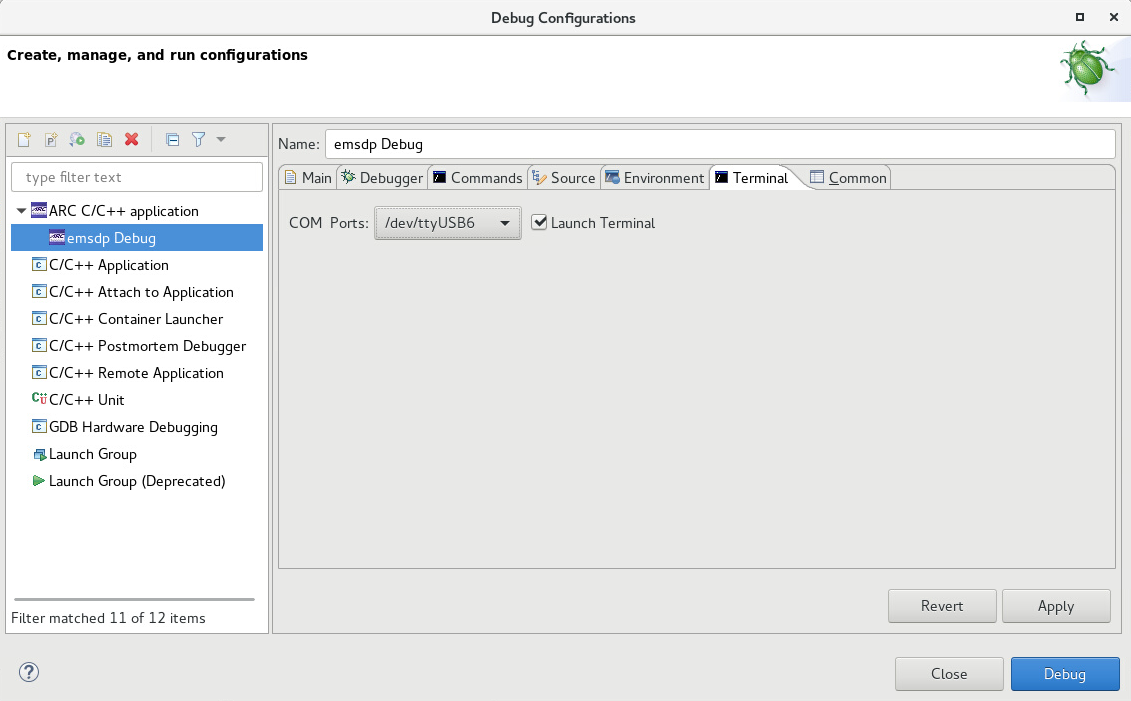 Debug Configurations
Create, manage, and run configurations
type filter text
ARC C/C++ application
emsdp Debug
C/C++ Application
C/C++ Attach to Application
C/C++ Container Launcher
C/C++ Postmortem Debugger
C/C++ Remote Application
C/C++ Unit
GDB Hardware Debugging
Launch Group
Launch Group (Deprecated)
Filter matched 11 of 12 items
Name: emsdp Debug
Main Debugger Commands Source Environment Terminal Common
COM Ports: /dev/ttyUSB6 Launch Terminal
Revert Apply
? Close Debug